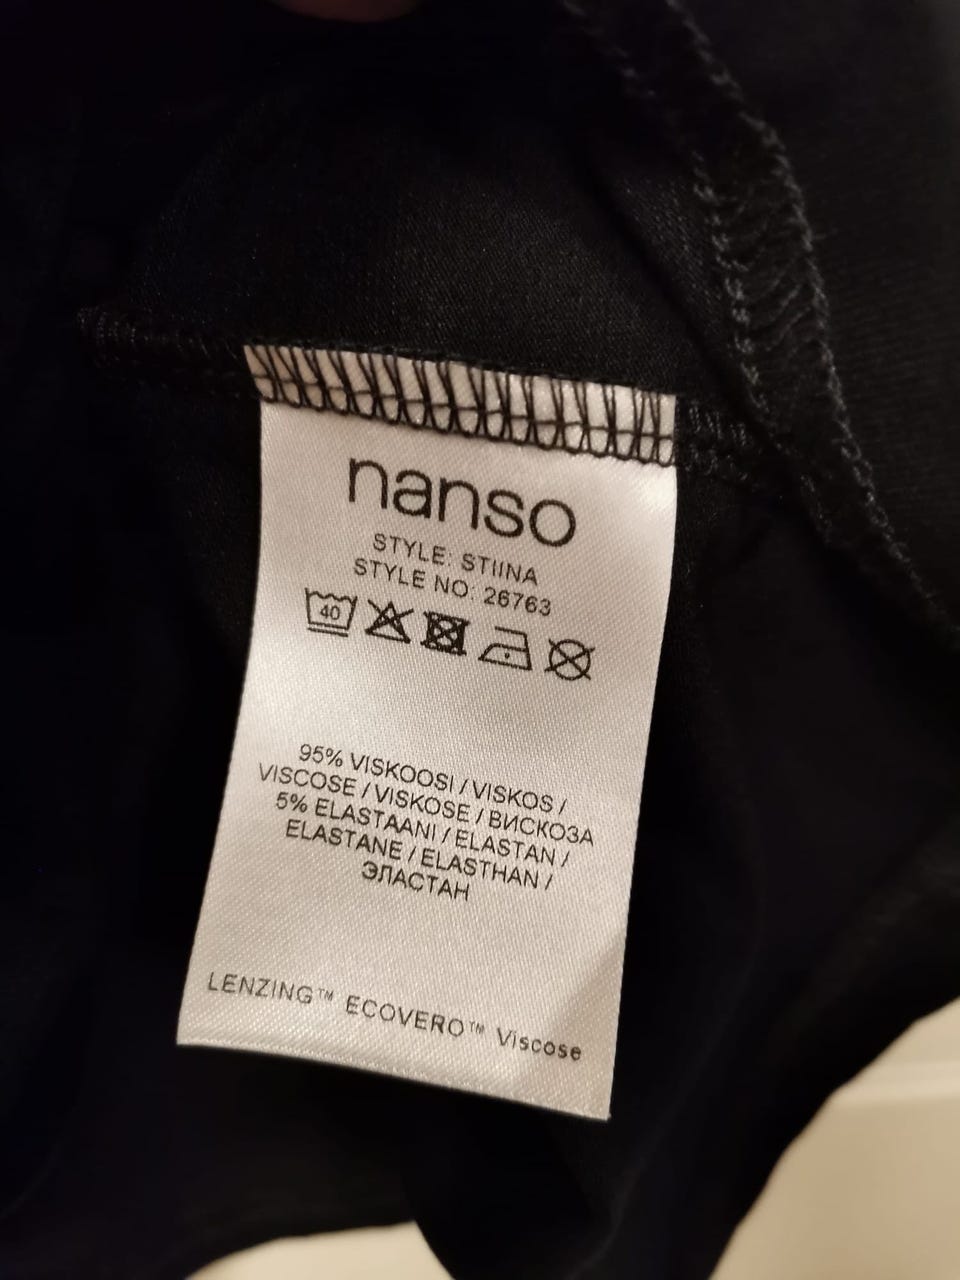 nanso
STYLE: STIINA
STYLE NO: 26763
40
95% VISKOOSI / VISKOS /
VISCOSE / VISKOSE / ВИСКОЗА
5% ELASTAANI / ELASTAN /
ELASTANE / ELASTHAN /
ЭЛАСТАН
LENZING™ ECOVERO™ Viscose